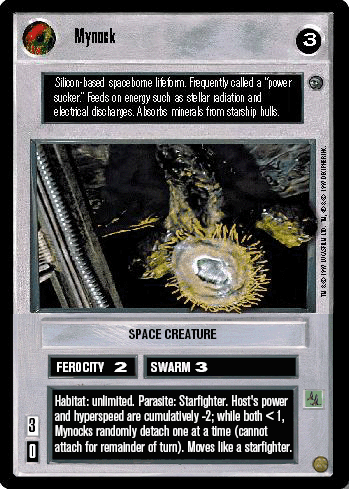 Mynock
3
Silicon-based spaceborne lifeform. Frequently called a "power
sucker." Feeds on energy such as stellar radiation and
electrical discharges. Absorbs minerals from starship hulls.
SPACE CREATURE
FEROCITY 2
SWARM 3
Habitat: unlimited. Parasite: Starfighter. Host's
power and hyperspeed are cumulatively -2; while both < 1,
Mynocks randomly detach one at a time (cannot
attach for remainder of turn). Moves like a starfighter.
3
0